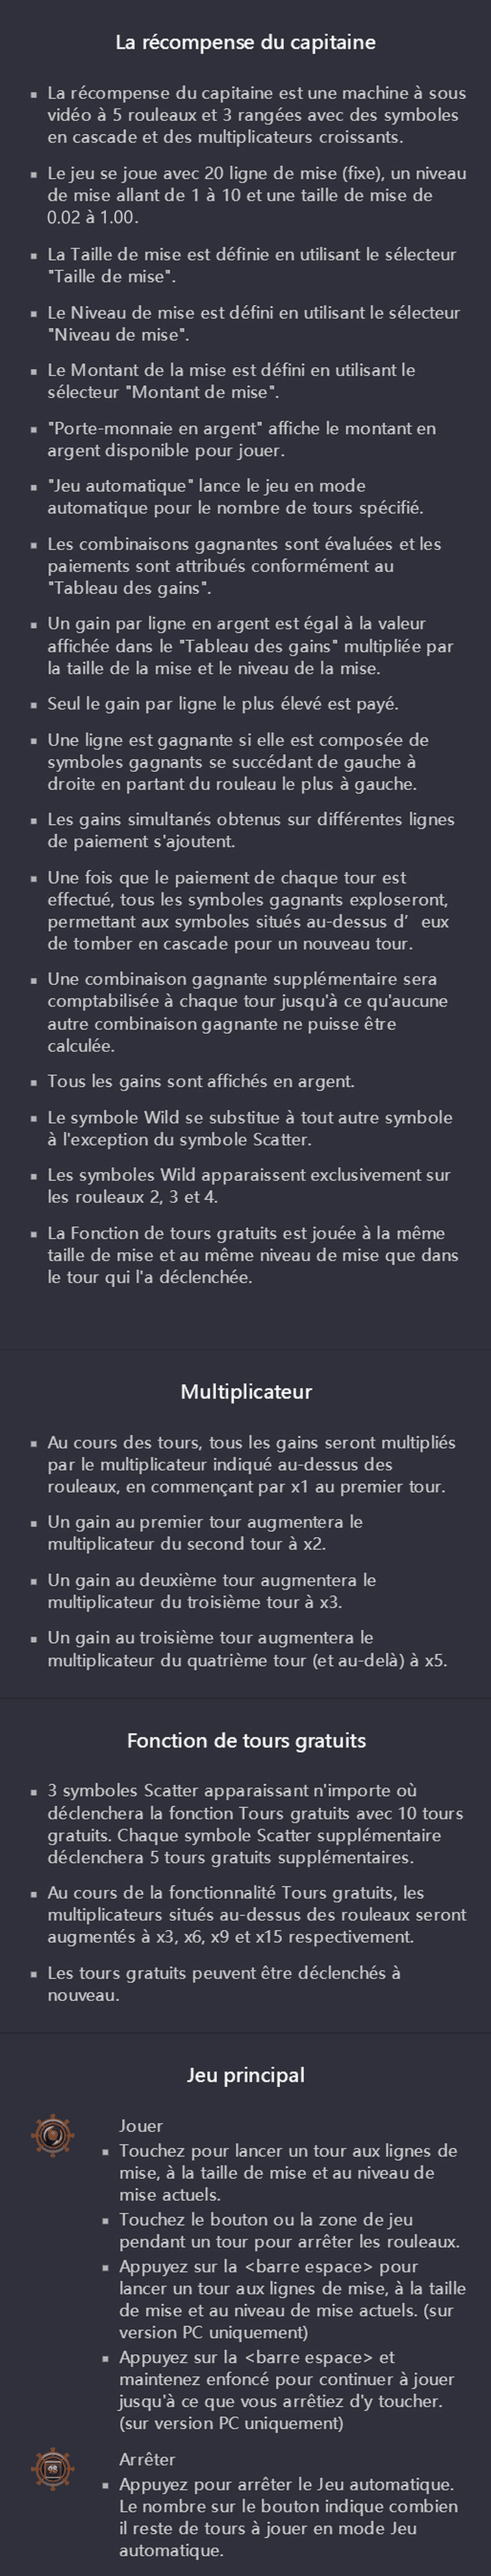 La récompense du capitaine
La récompense du capitaine est une machine à sous
vidéo à 5 rouleaux et 3 rangées avec des symboles
en cascade et des multiplicateurs croissants.
Le jeu se joue avec 20 ligne de mise (fixe), un niveau
de mise allant de 1 à 10 et une taille de mise de
0.02 à 1.00.
La Taille de mise est définie en utilisant le sélecteur
"Taille de mise".
Le Niveau de mise est défini en utilisant le sélecteur
"Niveau de mise".
Le Montant de la mise est défini en utilisant le
sélecteur "Montant de mise".
"Porte-monnaie en argent" affiche le montant en
argent disponible pour jouer.
"Jeu automatique" lance le jeu en mode
automatique pour le nombre de tours spécifié.
Les combinaisons gagnantes sont évaluées et les
paiements sont attribués conformément au
"Tableau des gains".
Un gain par ligne en argent est égal à la valeur
affichée dans le "Tableau des gains" multipliée par
la taille de la mise et le niveau de la mise.
Seul le gain par ligne le plus élevé est payé.
Une ligne est gagnante si elle est composée de
symboles gagnants se succédant de gauche à
droite en partant du rouleau le plus à gauche.
Les gains simultanés obtenus sur différentes lignes
de paiement s'ajoutent.
Une fois que le paiement de chaque tour est
effectué, tous les symboles gagnants exploseront,
permettant aux symboles situés au-dessus d’ eux
de tomber en cascade pour un nouveau tour.
Une combinaison gagnante supplémentaire sera
comptabilisée à chaque tour jusqu'à ce qu'aucune
autre combinaison gagnante ne puisse être
calculée.
Tous les gains sont affichés en argent.
Le symbole Wild se substitue à tout autre symbole
à l'exception du symbole Scatter.
Les symboles Wild apparaissent exclusivement sur
les rouleaux 2, 3 et 4.
La Fonction de tours gratuits est jouée à la même
taille de mise et au même niveau de mise que dans
le tour qui l'a déclenchée.
Multiplicateur
Au cours des tours, tous les gains seront multipliés
par le multiplicateur indiqué au-dessus des
rouleaux, en commençant par x1 au premier tour.
Un gain au premier tour augmentera le
multiplicateur du second tour à x2.
Un gain au deuxième tour augmentera le
multiplicateur du troisième tour à x3.
Un gain au troisième tour augmentera le
multiplicateur du quatrième tour (et au-delà) à x5.
Fonction de tours gratuits
3 symboles Scatter apparaissant n'importe où
déclenchera la fonction Tours gratuits avec 10 tours
gratuits. Chaque symbole Scatter supplémentaire
déclenchera 5 tours gratuits supplémentaires.
Au cours de la fonctionnalité Tours gratuits, les
multiplicateurs situés au-dessus des rouleaux seront
augmentés à x3, x6, x9 et x15 respectivement.
Les tours gratuits peuvent être déclenchés à
nouveau.
Jeu principal
Jouer
Touchez pour lancer un tour aux lignes de
mise, à la taille de mise et au niveau de
mise actuels.
Touchez le bouton ou la zone de jeu
pendant un tour pour arrêter les rouleaux.
Appuyez sur la <barre espace> pour
lancer un tour aux lignes de mise, à la taille
de mise et au niveau de mise actuels. (sur
version PC uniquement)
Appuyez sur la <barre espace> et
maintenez enfoncé pour continuer à jouer
jusqu'à ce que vous arrêtiez d'y toucher.
(sur version PC uniquement)
Arrêter
Appuyez pour arrêter le Jeu automatique.
Le nombre sur le bouton indique combien
il reste de tours à jouer en mode Jeu
automatique.